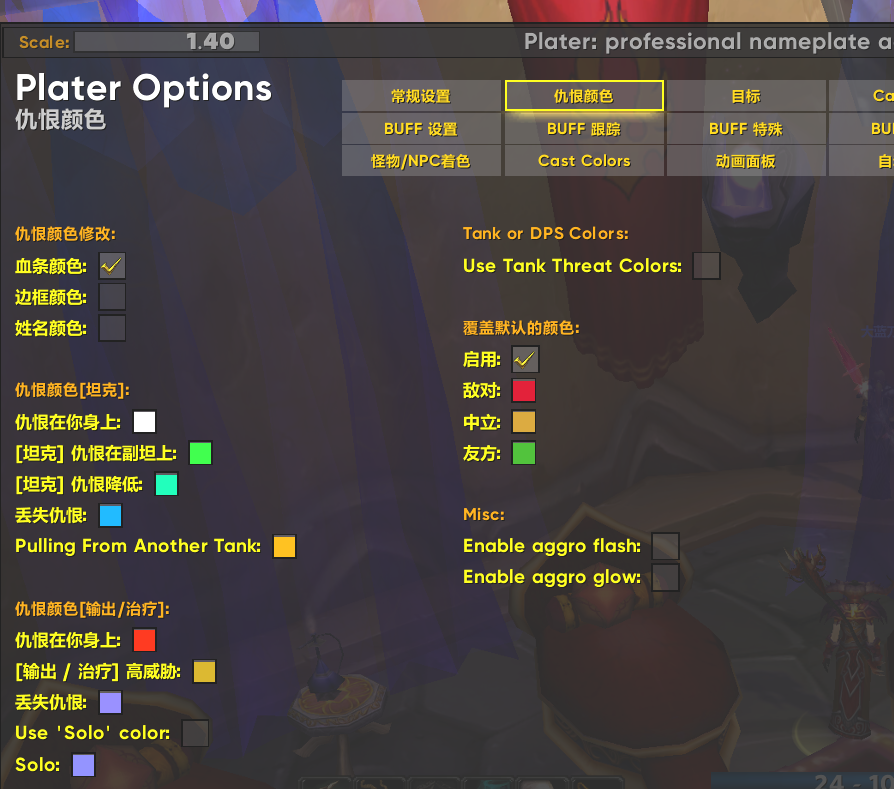 Scale: 1.40 Plater: professional nameplate a
Plater Options
仇恨颜色
常规设置 仇恨颜色 目标 Ca
BUFF 设置 BUFF 跟踪 BUFF 特殊 BU
怪物/NPC着色 Cast Colors 动画面板 自
仇恨颜色修改:
血条颜色:
边框颜色:
姓名颜色:
仇恨颜色[坦克]:
仇恨在你身上:
[坦克] 仇恨在副坦上:
[坦克] 仇恨降低:
丢失仇恨:
Pulling From Another Tank:
仇恨颜色[输出/治疗]:
仇恨在你身上:
[输出 / 治疗] 高威胁:
丢失仇恨:
Use 'Solo' color:
Solo:
Tank or DPS Colors:
Use Tank Threat Colors:
覆盖默认的颜色:
启用:
敌对:
中立:
友方:
Misc:
Enable aggro flash:
Enable aggro glow:
24 - 10